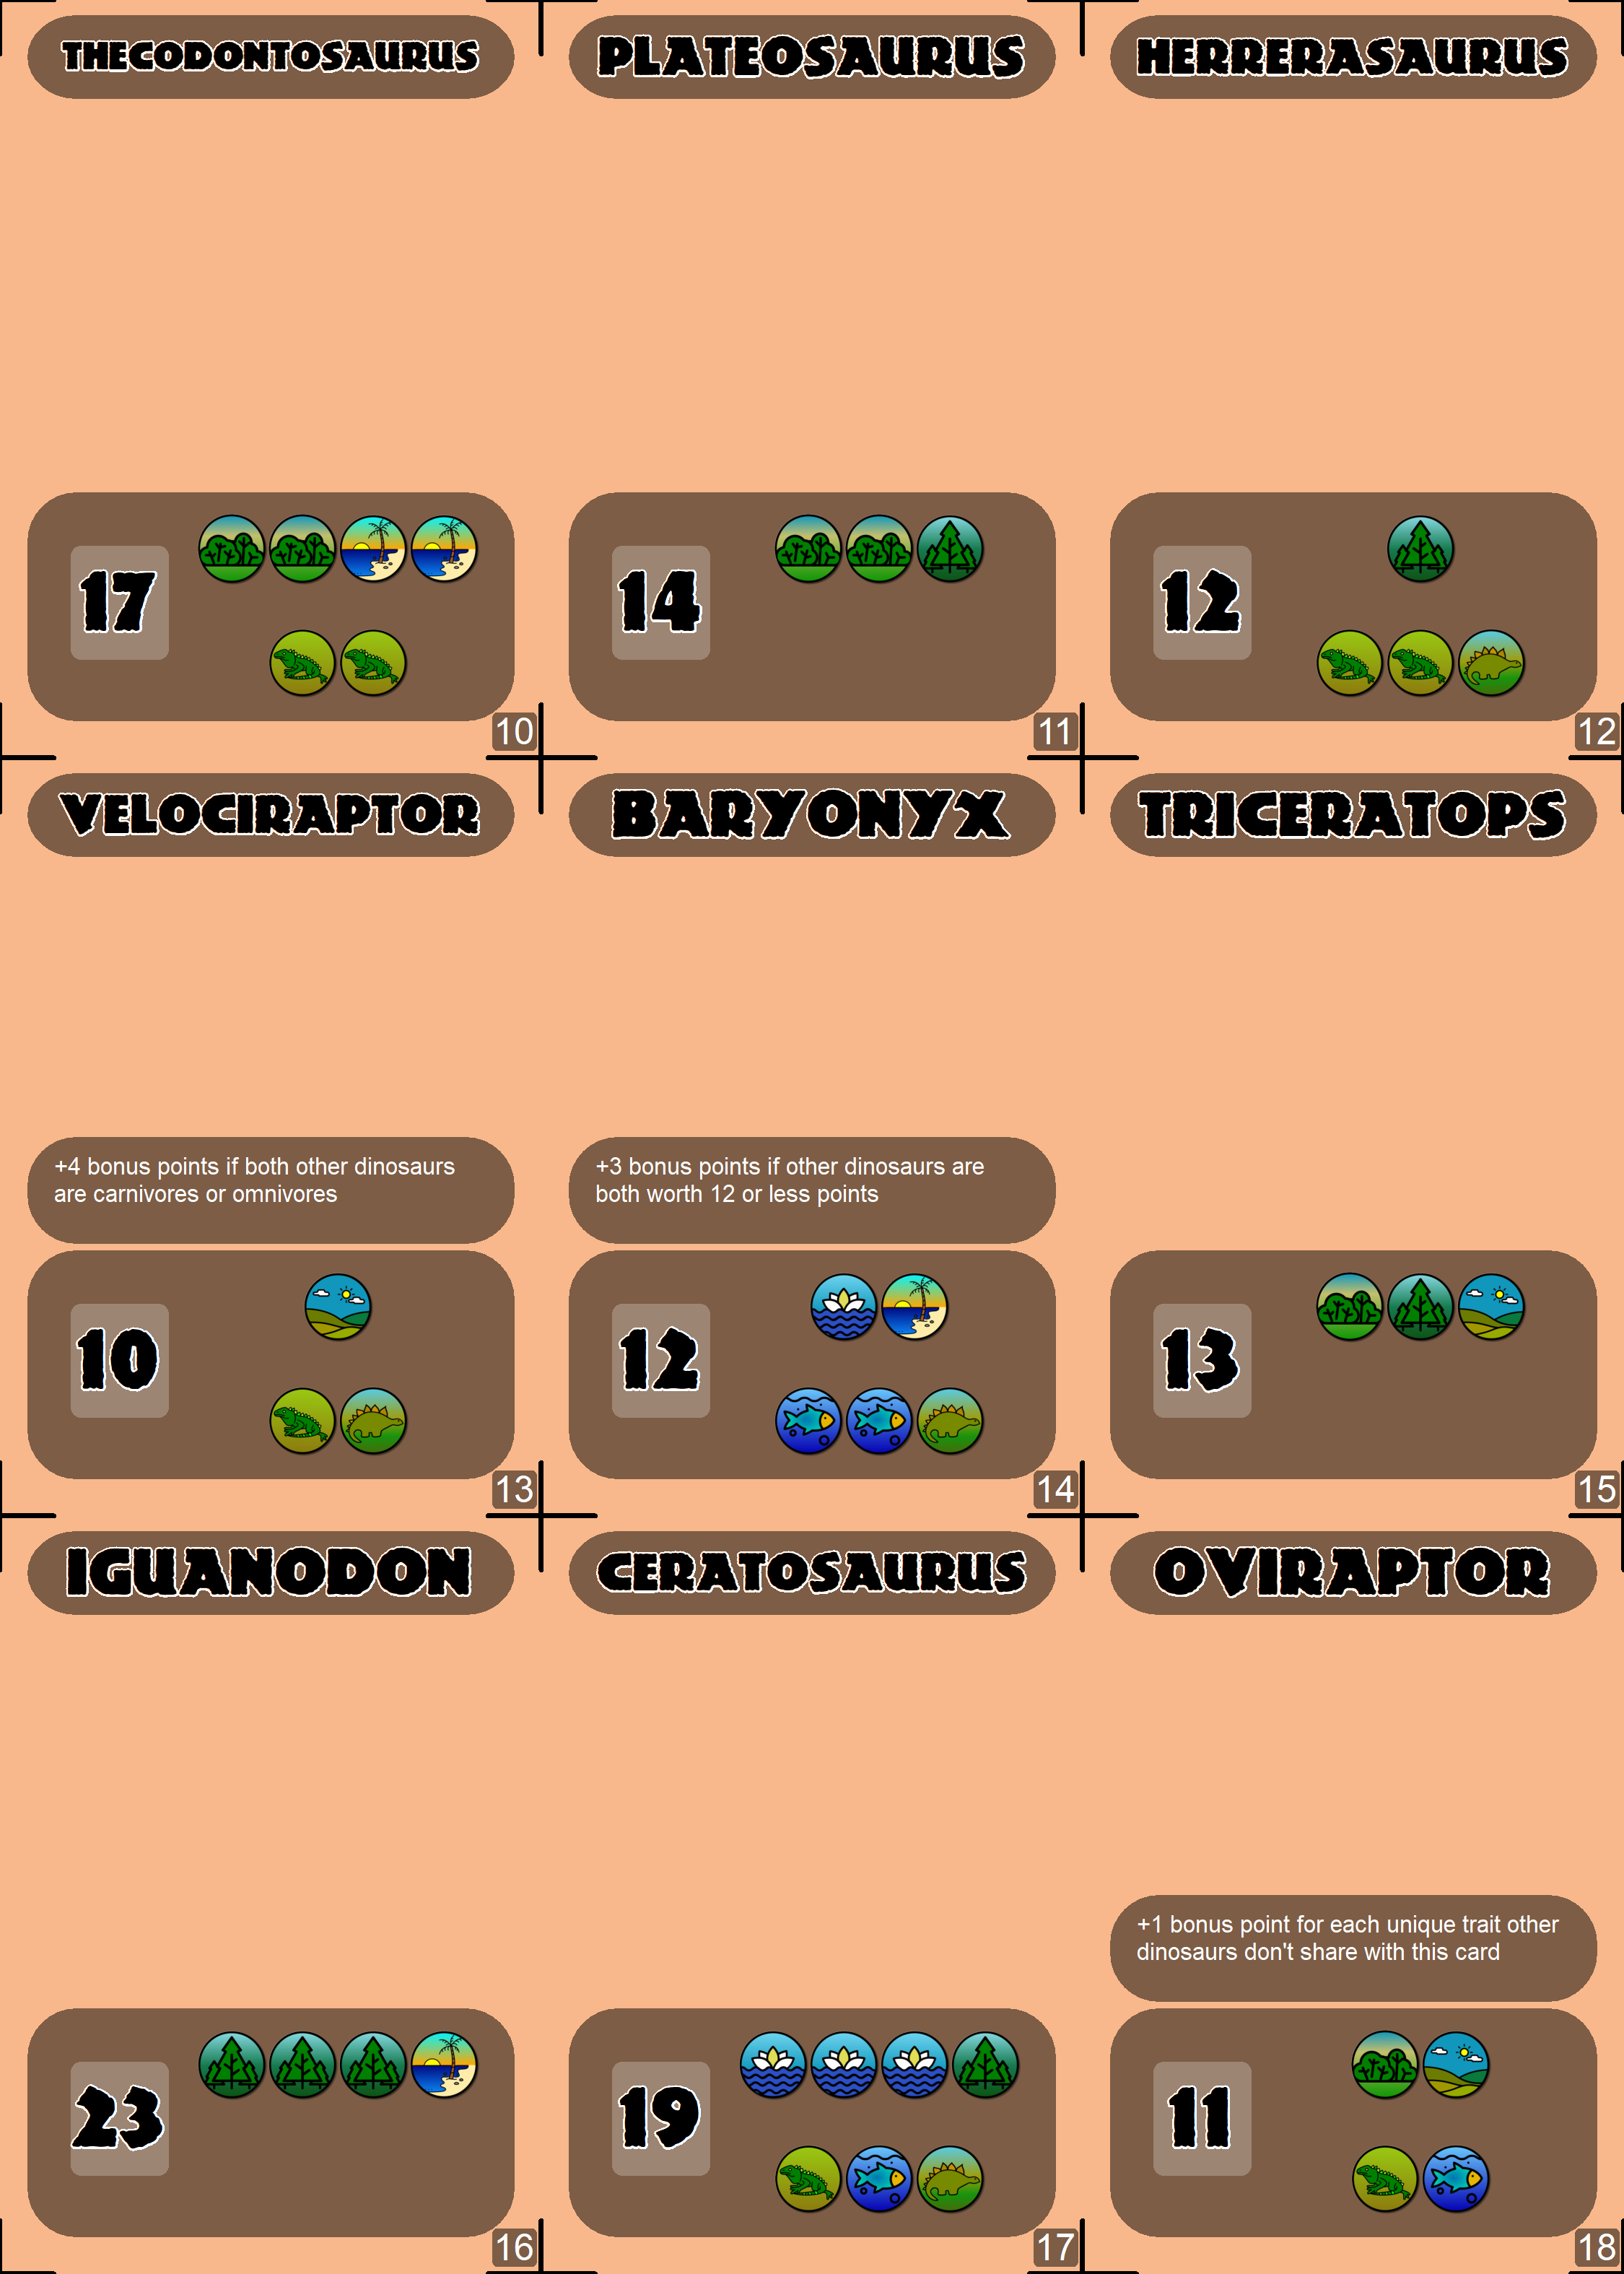 THECODONTOSAURUS
PLATEOSAURUS
HERRERASAURUS
17
14
12
10
11
12
VELOCIRAPTOR
BARYONYX
TRICERATOPS
+4 bonus points if both other dinosaurs
are carnivores or omnivores
+3 bonus points if other dinosaurs are
both worth 12 or less points
10
12
13
13
14
15
IGUANODON
CERATOSAURUS
OVIRAPTOR
+1 bonus point for each unique trait other
dinosaurs don't share with this card
23
19
11
16
17
18